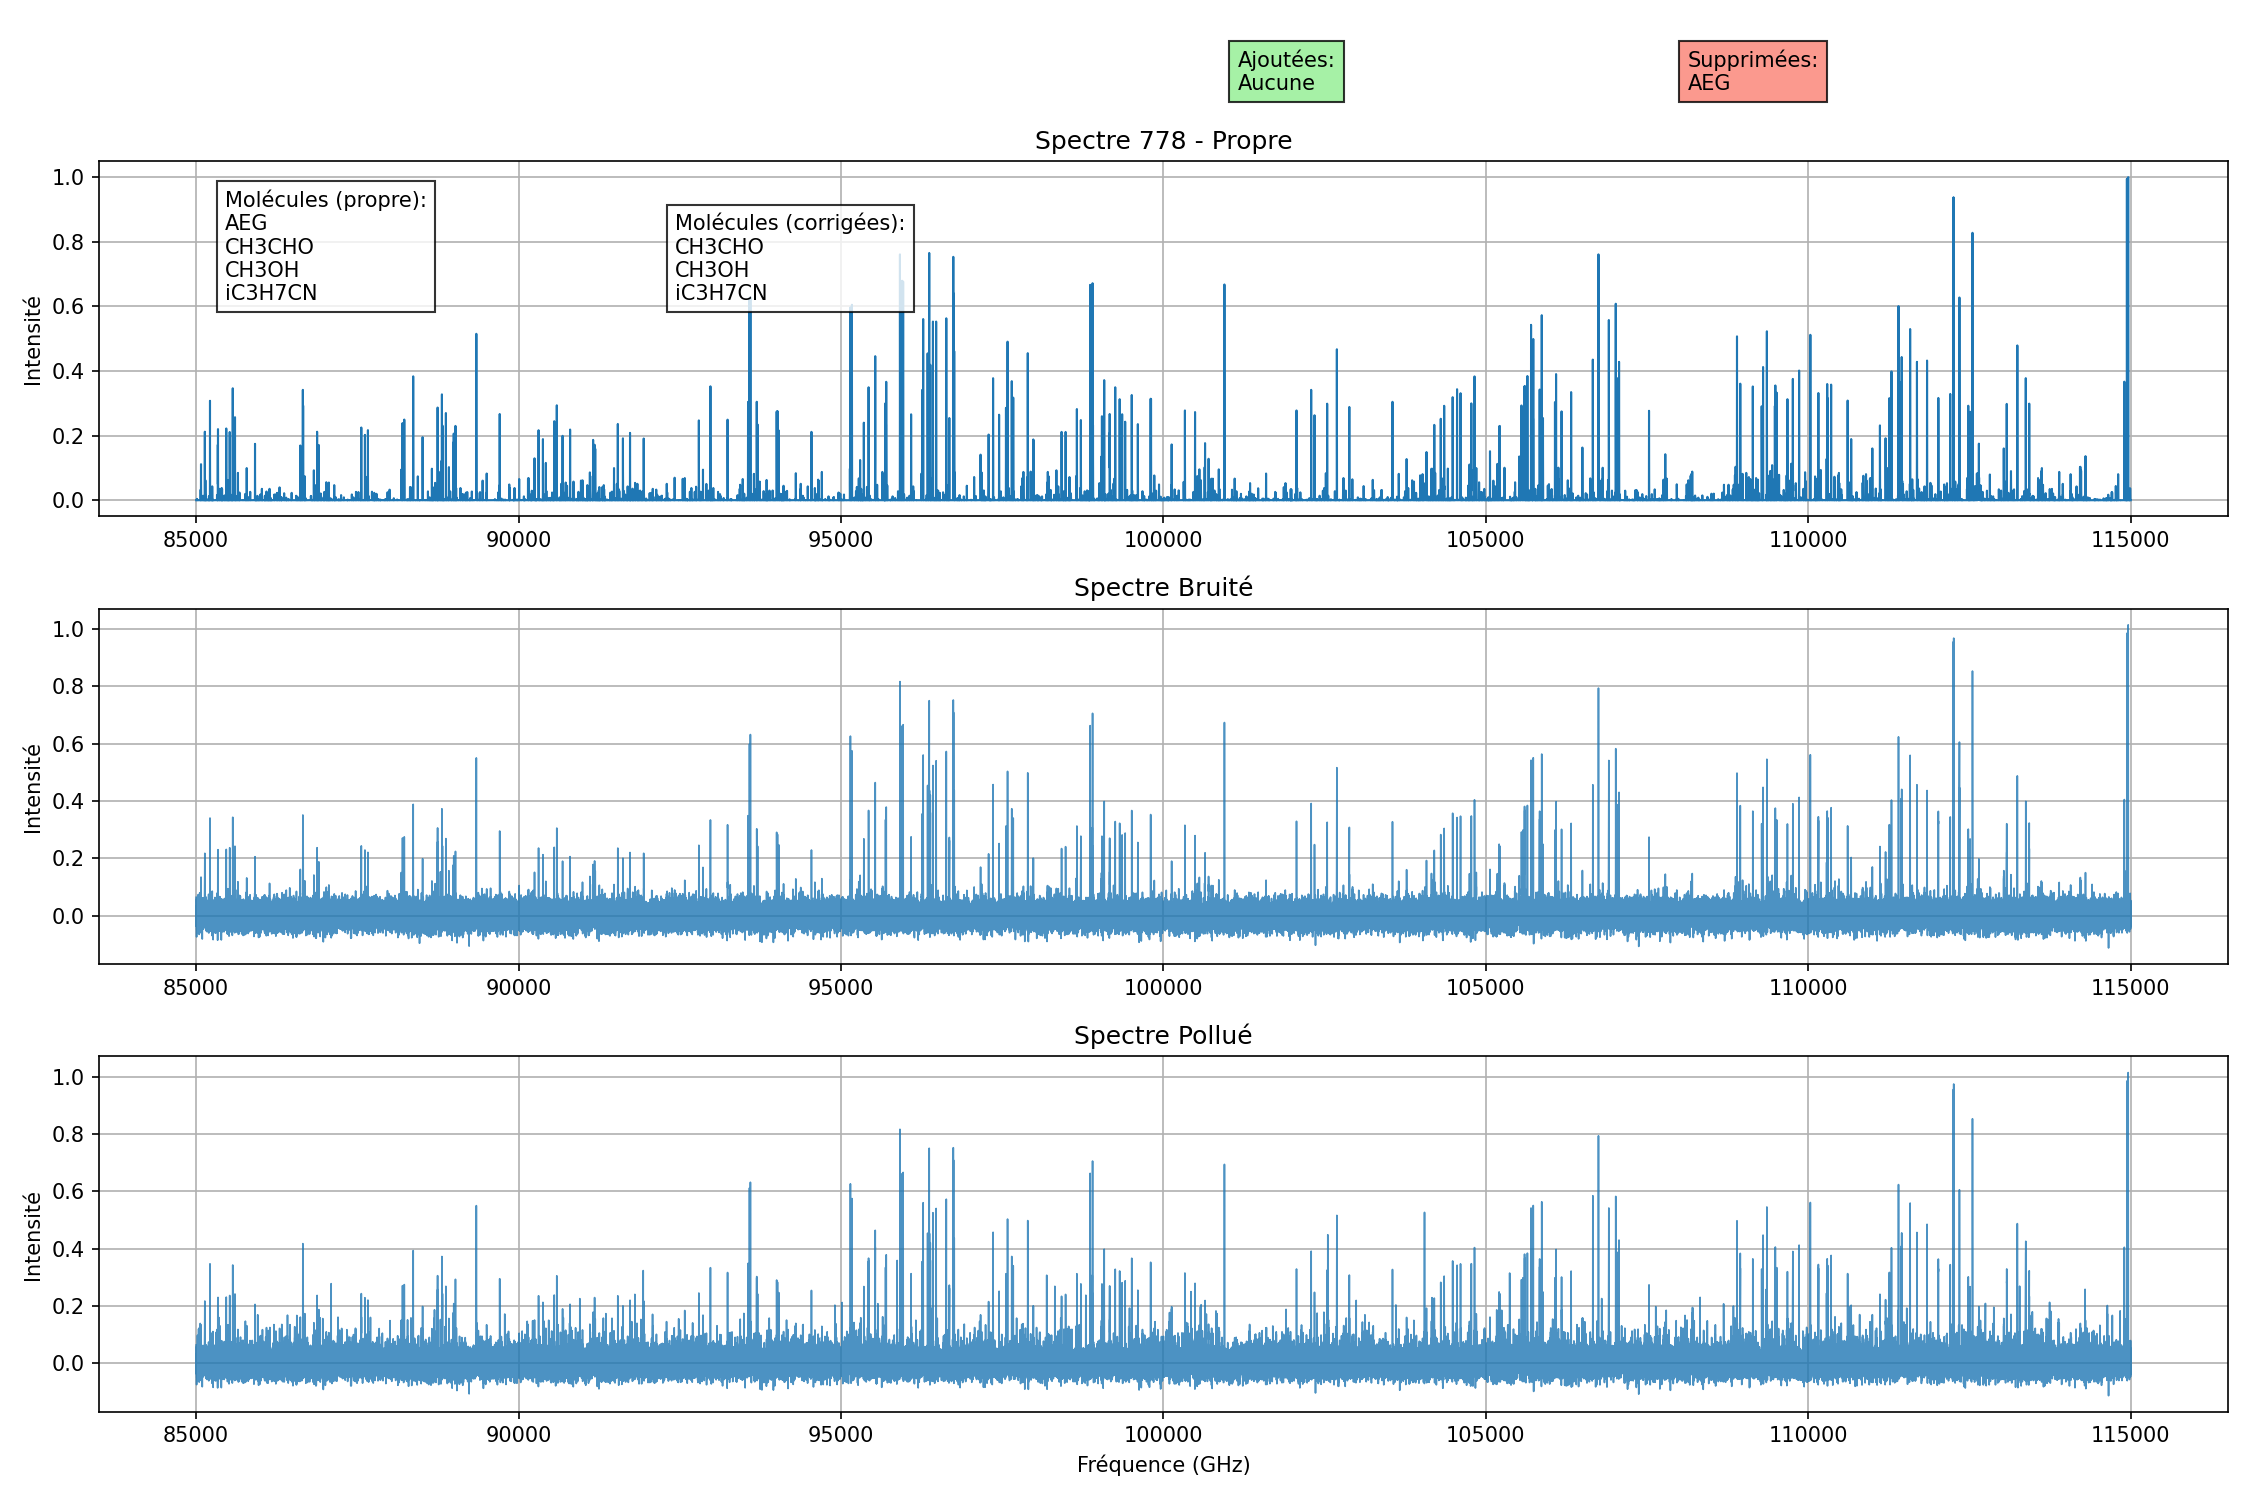 Ajoutées:
Aucune
Supprimées:
AEG
Spectre 778 - Propre
Molécules (propre):
AEG
CH3CHO
CH3OH
iC3H7CN
Molécules (corrigées):
CH3CHO
CH3OH
iC3H7CN
Intensité
1.0
0.8
0.6
0.4
0.2
0.0
85000 90000 95000 100000 105000 110000 115000
Spectre Bruité
Intensité
1.0
0.8
0.6
0.4
0.2
0.0
85000 90000 95000 100000 105000 110000 115000
Spectre Pollué
Intensité
1.0
0.8
0.6
0.4
0.2
0.0
85000 90000 95000 100000 105000 110000 115000
Fréquence (GHz)